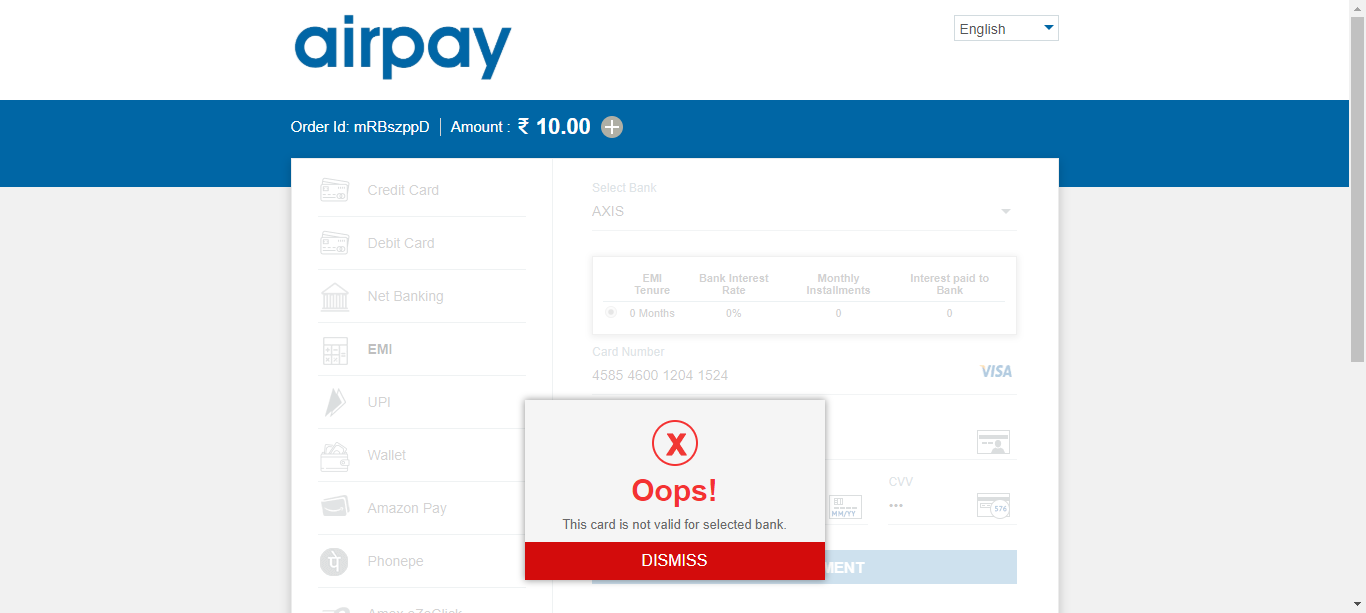 airpay
English
Order Id: mRBszppD | Amount : ₹ 10.00
Credit Card
Debit Card
Net Banking
EMI
UPI
Wallet
Amazon Pay
Phonepe
Amex eZeClick
Select Bank
AXIS
EMI Tenure
Bank Interest Rate
Monthly Installments
Interest paid to Bank
0 Months 0% 0 0
Card Number
4585 4600 1204 1524
VISA
MM/YY
CVV
576
X
Oops!
This card is not valid for selected bank.
DISMISS
MENT